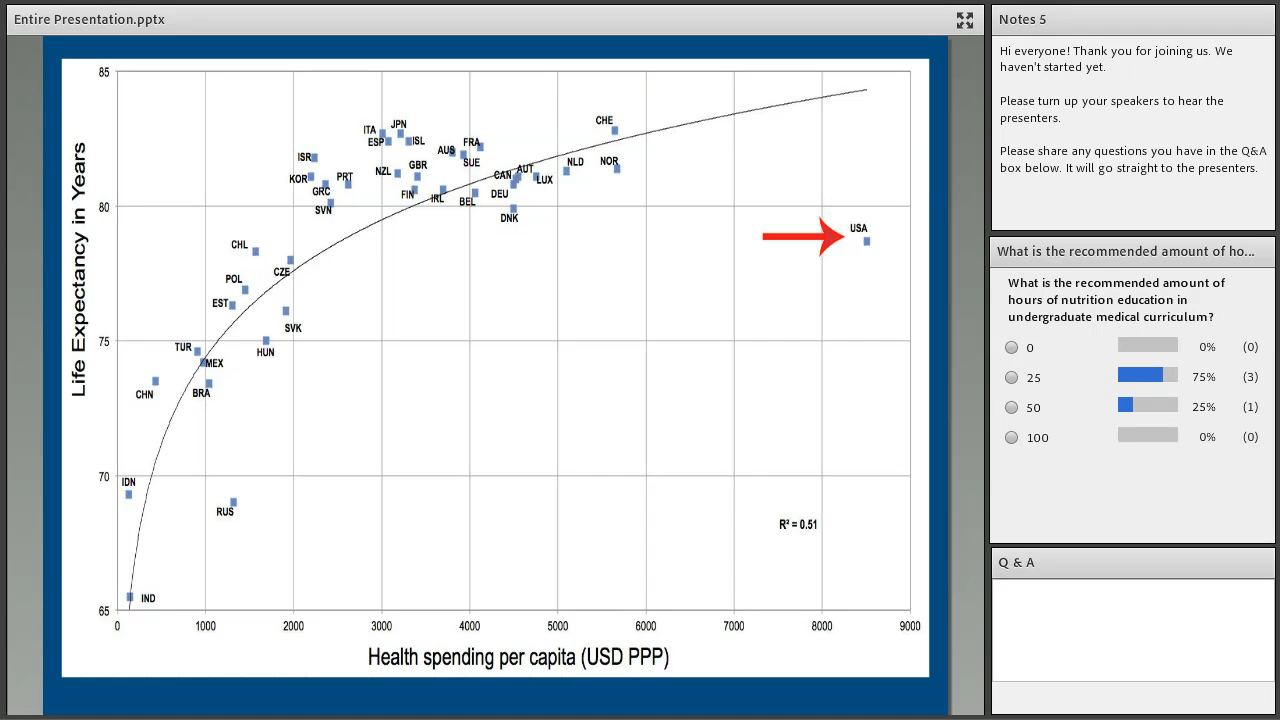 Entire Presentation.pptx
85
80
75
70
65
0
1000
2000
3000
4000
5000
6000
7000
8000
9000
Life Expectancy in Years
Health spending per capita (USD PPP)
ITA
JPN
ESP
ISL
AUS
FRA
SUE
CHE
ISR
KOR
GRC
PRT
SVN
NZL
GBR
FIN
IRL
BEL
CAN
AUT
DEU
LUX
DNK
NLD
NOR
USA
CHL
CZE
POL
EST
SVK
HUN
TUR
MEX
CHN
BRA
IDN
RUS
IND
R² = 0.51
Notes 5
Hi everyone! Thank you for joining us. We
haven't started yet.
Please turn up your speakers to hear the
presenters.
Please share any questions you have in the Q&A
box below. It will go straight to the presenters.
What is the recommended amount of ho...
What is the recommended amount of
hours of nutrition education in
undergraduate medical curriculum?
0 0% (0)
25 75% (3)
50 25% (1)
100 0% (0)
Q & A